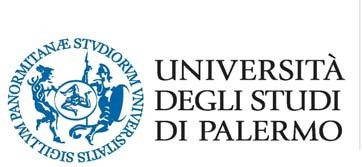 SIGILLVM VNIVERSITATIS STVDIORVM PANORMITANÆ
UNIVERSITÀ
DEGLI STUDI
DI PALERMO